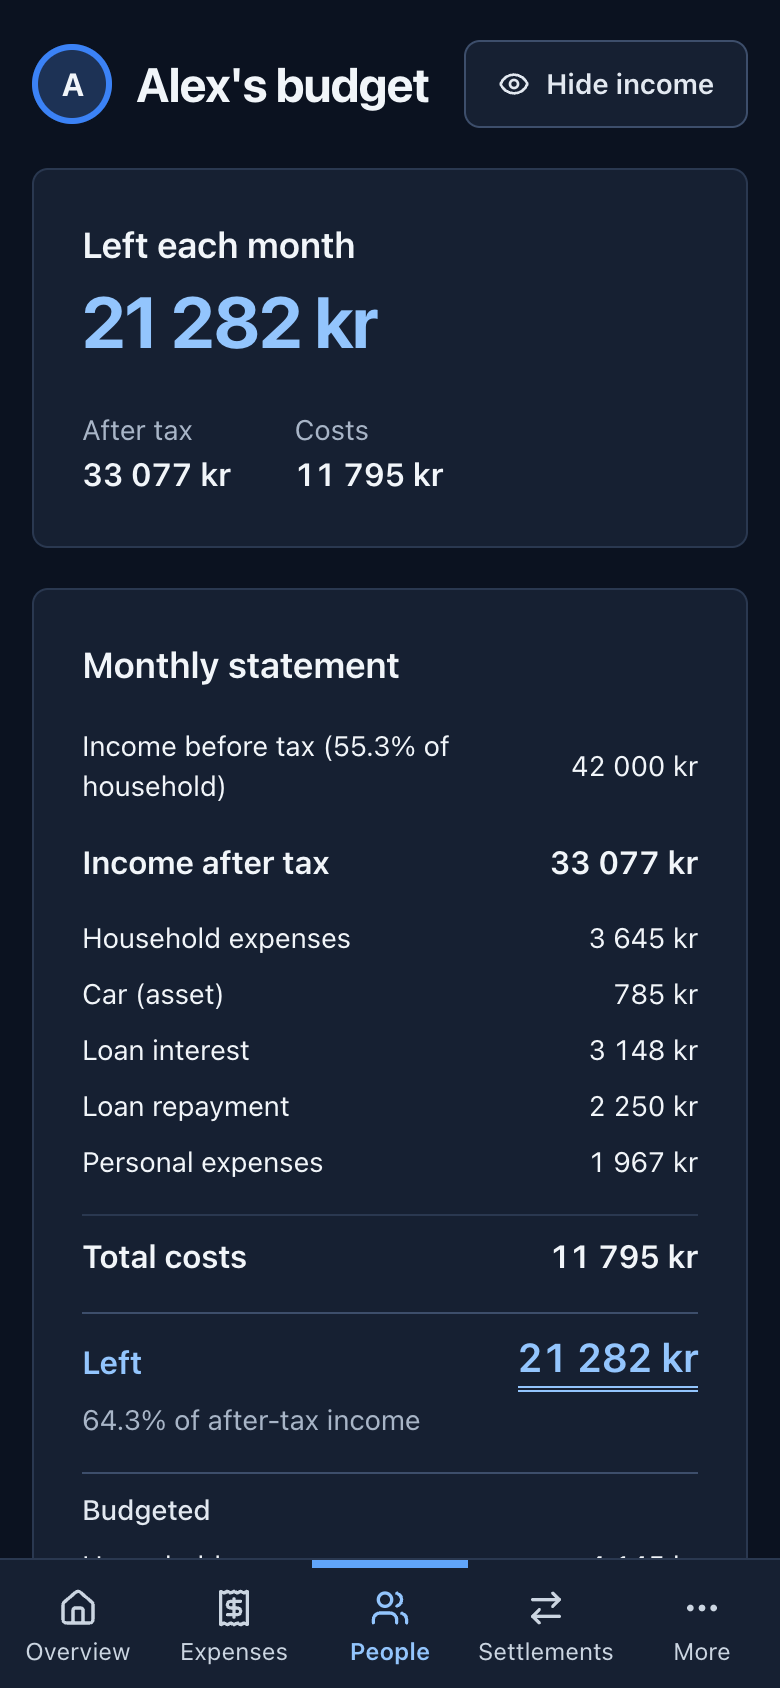 A
Alex's budget
Hide income
Left each month
21 282 kr
After tax
Costs
33 077 kr
11 795 kr
Monthly statement
Income before tax (55.3% of
household)
42 000 kr
Income after tax
33 077 kr
Household expenses
3 645 kr
Car (asset)
785 kr
Loan interest
3 148 kr
Loan repayment
2 250 kr
Personal expenses
1 967 kr
Total costs
11 795 kr
Left
21 282 kr
64.3% of after-tax income
Budgeted
Overview
Expenses
People
Settlements
More